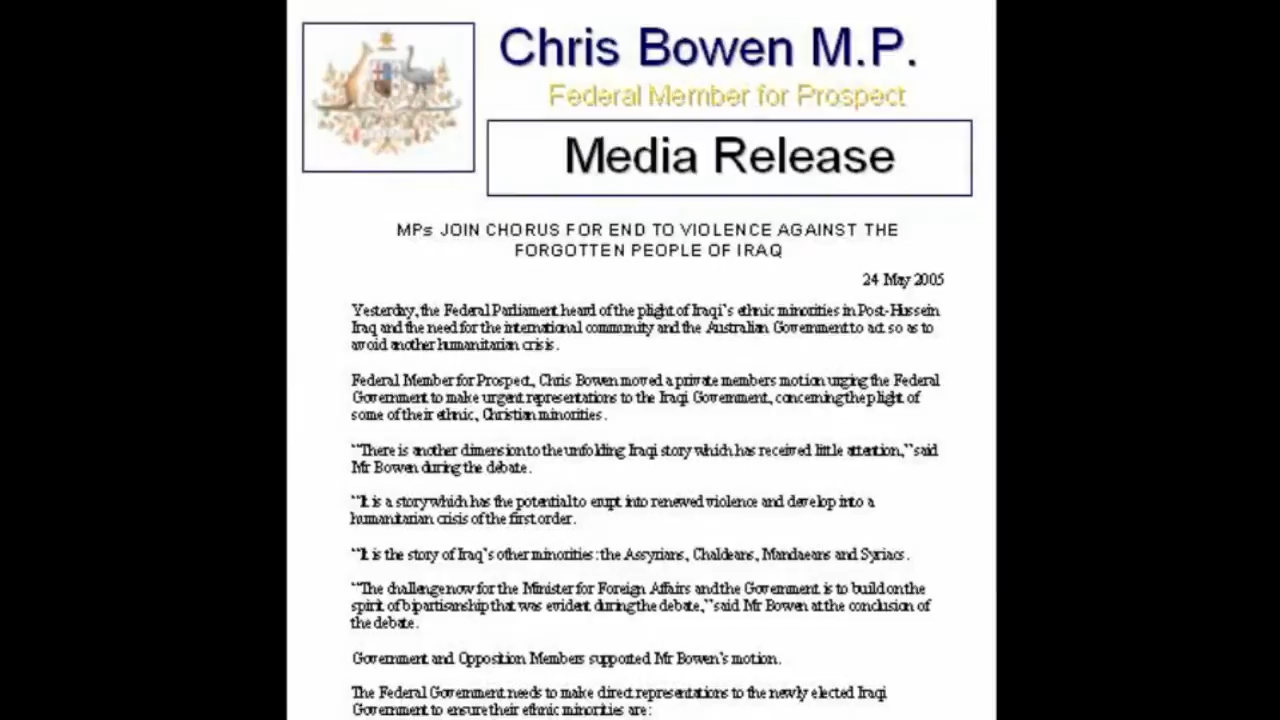 Chris Bowen M.P.
Federal Member for Prospect
Media Release
MPs JOIN CHORUS FOR END TO VIOLENCE AGAINST THE
FORGOTTEN PEOPLE OF IRAQ
24 May 2005
Yesterday, the Federal Parliament heard of the plight of Iraqi's ethnic minorities in Post-Hussein
Iraq and the need for the international community and the Australian Government to act so as to
avoid another humanitarian crisis.
Federal Member for Prospect, Chris Bowen moved a private members motion urging the Federal
Government to make urgent representations to the Iraqi Government, concerning the plight of
some of their ethnic, Christian minorities.
"There is another dimension to the unfolding Iraqi story which has received little attention," said
Mr Bowen during the debate.
"It is a story which has the potential to erupt into renewed violence and develop into a
humanitarian crisis of the first order.
"It is the story of Iraq's other minorities: the Assyrians, Chaldeans, Mandaeans and Syriacs.
"The challenge now for the Minister for Foreign Affairs and the Government is to build on the
spirit of bipartisanship that was evident during the debate," said Mr Bowen at the conclusion of
the debate.
Government and Opposition Members supported Mr Bowen's motion.
The Federal Government needs to make direct representations to the newly elected Iraqi
Government to ensure their ethnic minorities are: